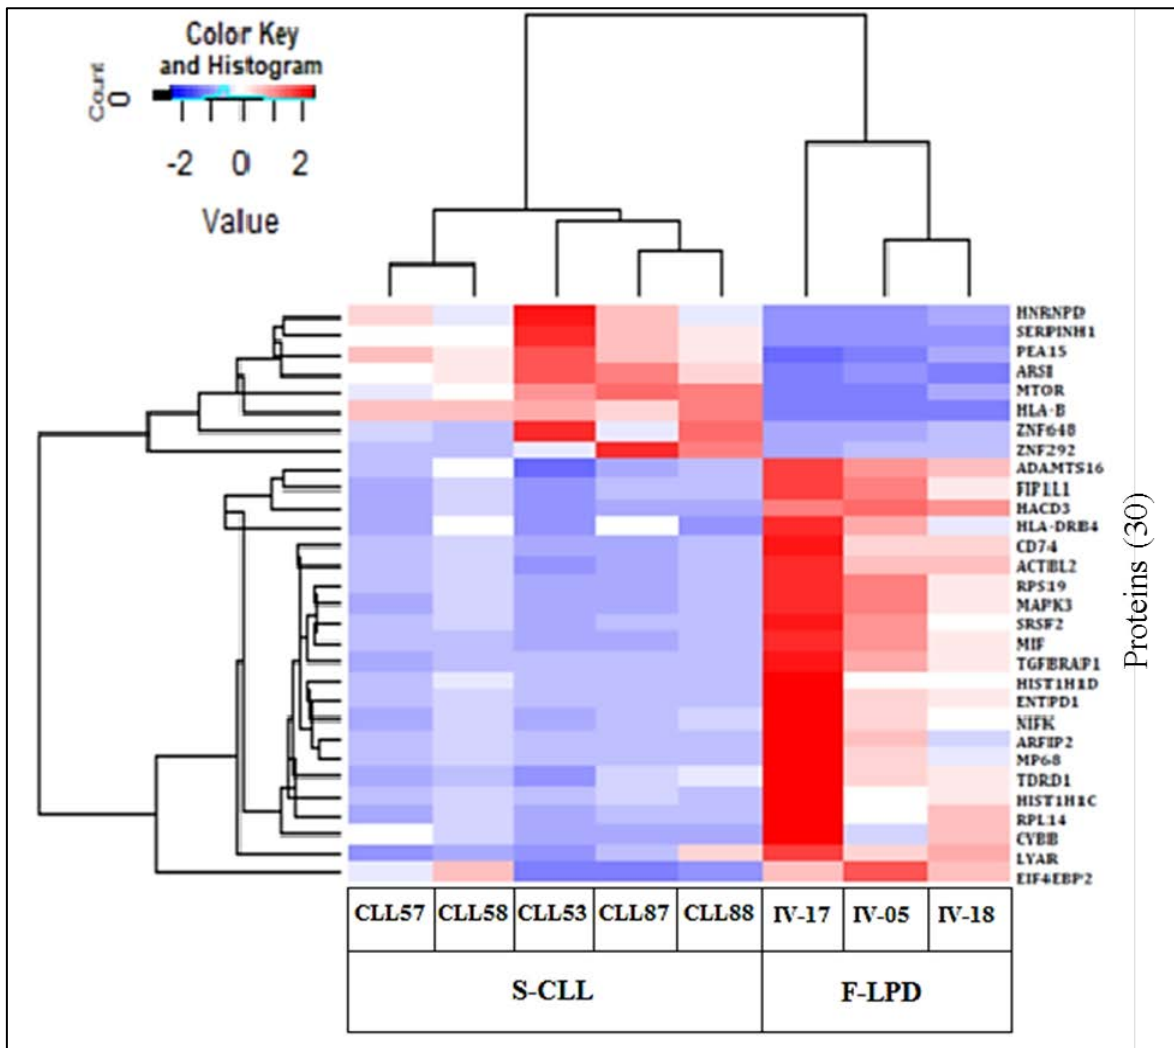 Color Key
and Histogram
Count
0
-2 0 2
Value
HNRNPD
SERPINH1
PEA15
ARSI
MTOR
HLA-B
ZNF648
ZNF292
ADAMTS16
FIP1L1
HACD3
HLA-DRB4
CD74
ACTBL2
RPS19
MAPK3
SRSF2
MIF
TGFBRAP1
HIST1H1D
ENTPD1
NIFK
ARFIP2
MP68
TDRD1
HIST1H1C
RPL14
CYBB
LYAR
EIF4EBP2
Proteins (30)
CLL57 CLL58 CLL53 CLL87 CLL88 IV-17 IV-05 IV-18
S-CLL F-LPD